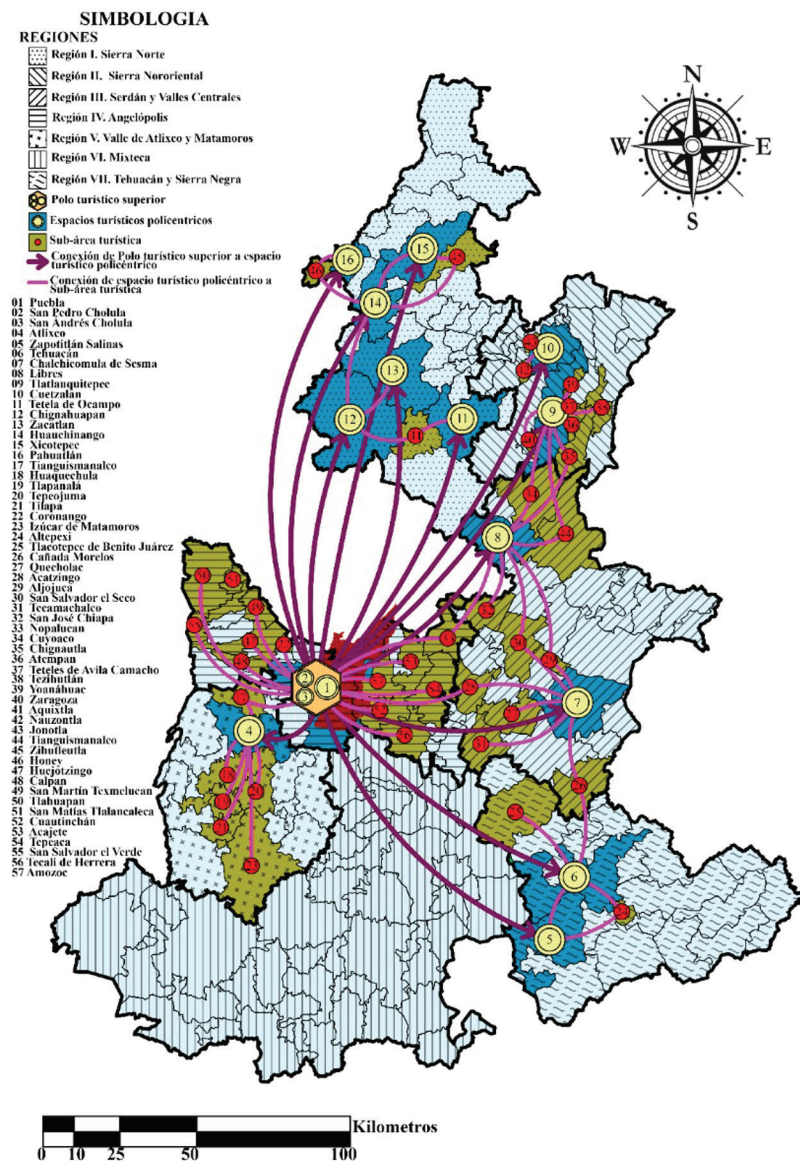 SIMBOLOGIA
REGIONES
Región I. Sierra Norte
Región II. Sierra Nororiental
Región III. Serdán y Valles Centrales
Región IV. Angelópolis
Región V. Valle de Atlixco y Matamoros
Región VI. Mixteca
Región VII. Tehuacán y Sierra Negra
Polo turístico superior
Espacios turísticos policentricos
Sub-área turística
Conexión de Polo turístico superior a espacio
turístico policéntrico
Conexión de espacio turístico policéntrico a
Sub-área turística
01 Puebla
02 San Pedro Cholula
03 San Andrés Cholula
04 Atlixco
05 Zapotitlán Salinas
06 Tehuacán
07 Chalchicomula de Sesma
08 Libres
09 Tlatlauquitepec
10 Cuetzalan
11 Tetela de Ocampo
12 Chignahuapan
13 Zacatlan
14 Huauchinango
15 Xicotepec
16 Pahuatlán
17 Tianguismanalco
18 Huaquechula
19 Tlapanalá
20 Tepeojuma
21 Tilapa
22 Coronango
23 Izúcar de Matamoros
24 Altepexi
25 Tlacotepec de Benito Juárez
26 Cañada Morelos
27 Quecholac
28 Acatzingo
29 Aljojuca
30 San Salvador el Seco
31 Tecamachalco
32 San José Chiapa
33 Nopalucan
34 Cuyoaco
35 Chignautla
36 Atempan
37 Teteles de Avila Camacho
38 Tezihutlán
39 Yoanáhuac
40 Zaragoza
41 Aquixtla
42 Nauzontla
43 Jonotla
44 Tianguismanalco
45 Zihutleutla
46 Honey
47 Huejótzingo
48 Calpan
49 San Martín Texmelucan
50 Tlahuapan
51 San Matías Tlalancaleca
52 Cuautinchán
53 Acajete
54 Tepeaca
55 San Salvador el Verde
56 Tecali de Herrera
57 Amozoc
N
W E
S
16
15
46
45
14
10
13
9
12
11
41
8
44
2
1
3
7
4
20
26
6
5
Kilometros
0 10 25 50 100